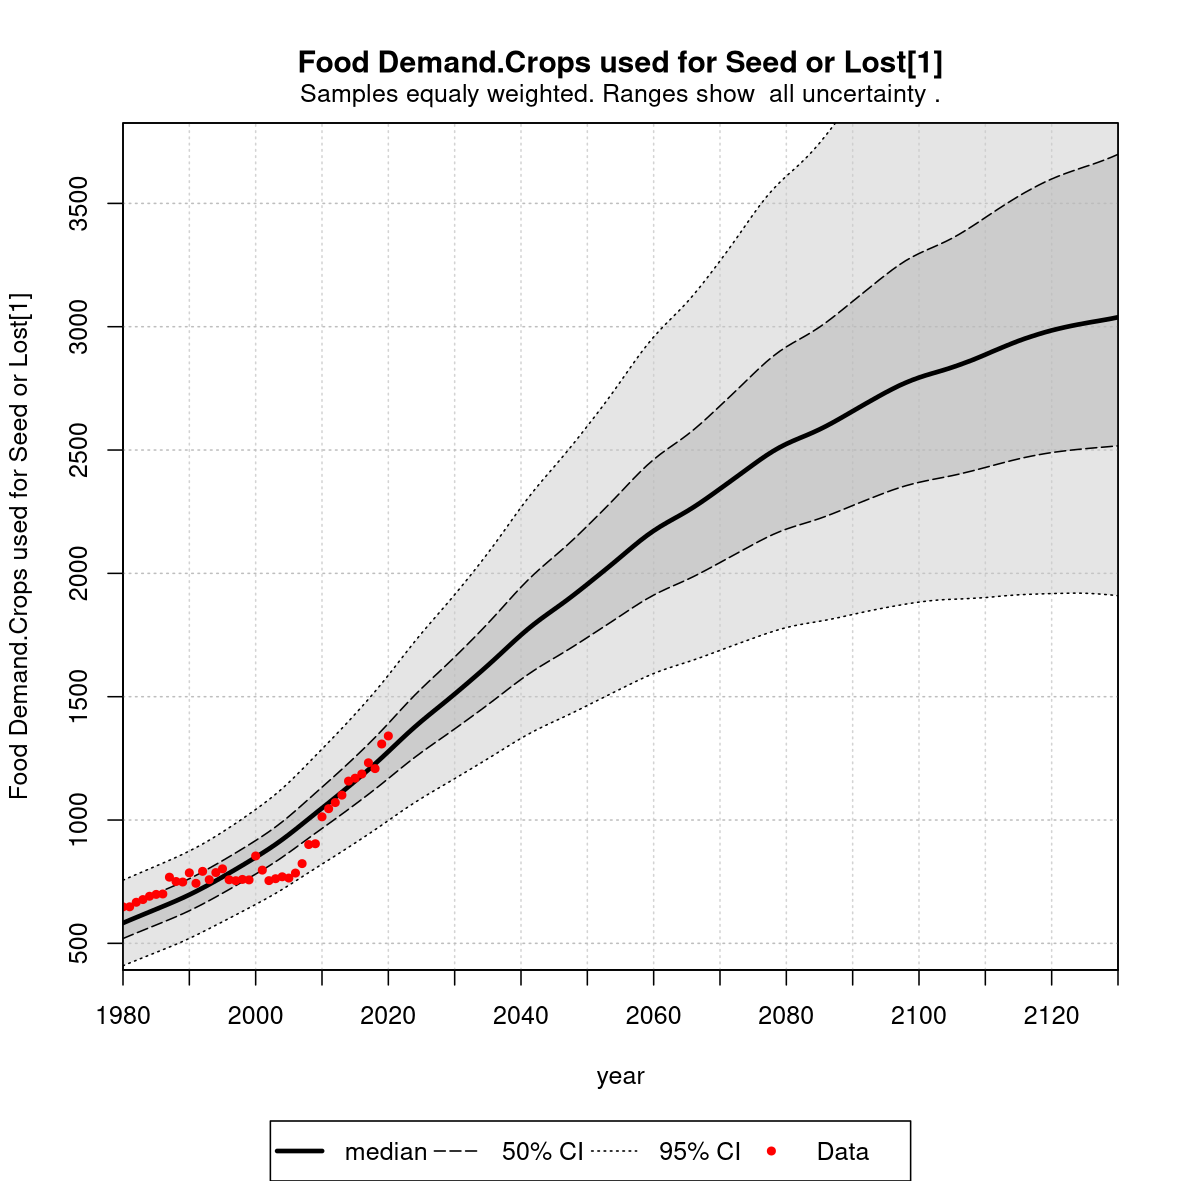 Food Demand.Crops used for Seed or Lost[1]
Samples equaly weighted. Ranges show  all uncertainty .
Food Demand.Crops used for Seed or Lost[1]
3500
3000
2500
2000
1500
1000
500
1980 2000 2020 2040 2060 2080 2100 2120
year
median 50% CI 95% CI Data